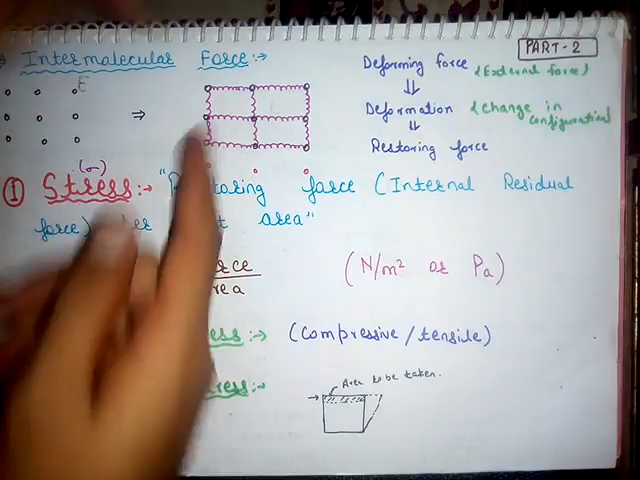 PART-2
Intermolecular Force :→
Deforming force (External force)
⇓
Deformation (Change in configuration)
⇓
Restoring force
E
⇒
(σ)
① Stress :→ " force (Internal Residual
force) area"
(N/m² or Pa)
(Compressive / tensile)
Area to be taken.
→